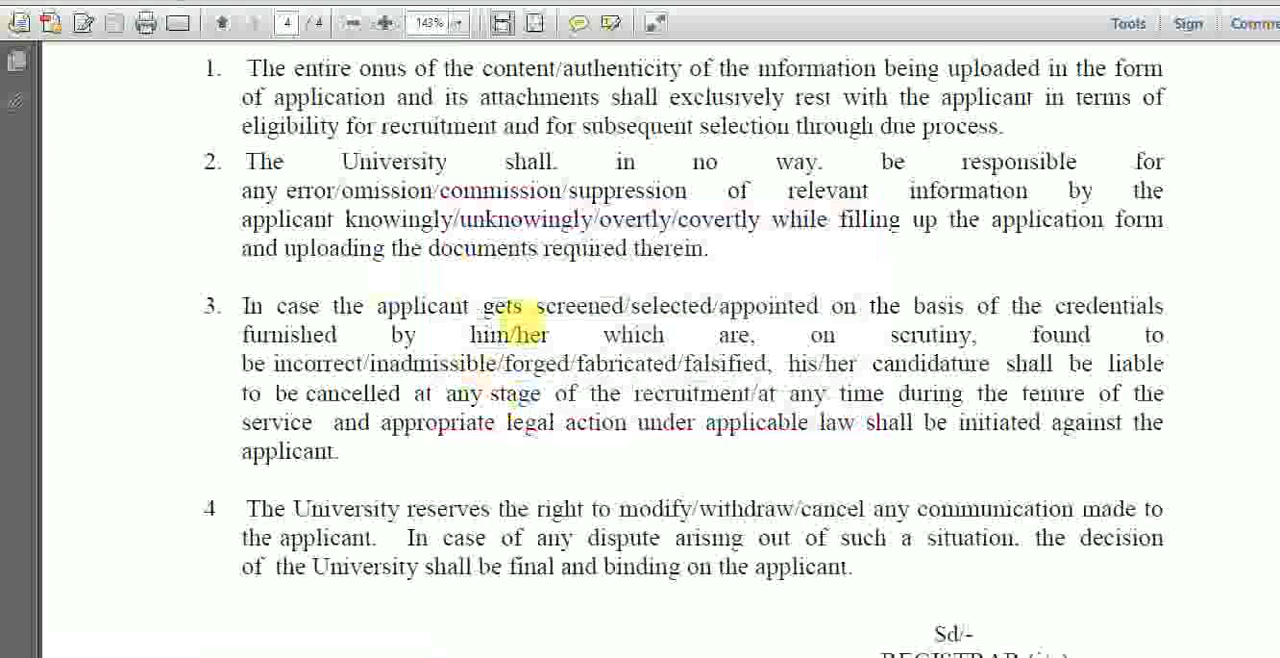 4 / 4 143% Tools Sign
1. The entire onus of the content/authenticity of the information being uploaded in the form
of application and its attachments shall exclusively rest with the applicant in terms of
eligibility for recruitment and for subsequent selection through due process.
2. The University shall. in no way. be responsible for
any error/omission/commission/suppression of relevant information by the
applicant knowingly/unknowingly/overtly/covertly while filling up the application form
and uploading the documents required therein.
3. In case the applicant gets screened/selected/appointed on the basis of the credentials
furnished by him/her which are, on scrutiny, found to
be incorrect/inadmissible/forged/fabricated/falsified, his/her candidature shall be liable
to be cancelled at any stage of the recruitment/at any time during the tenure of the
service and appropriate legal action under applicable law shall be initiated against the
applicant.
4 The University reserves the right to modify/withdraw/cancel any communication made to
the applicant. In case of any dispute arising out of such a situation. the decision
of the University shall be final and binding on the applicant.
Sd/-
REGISTRAR